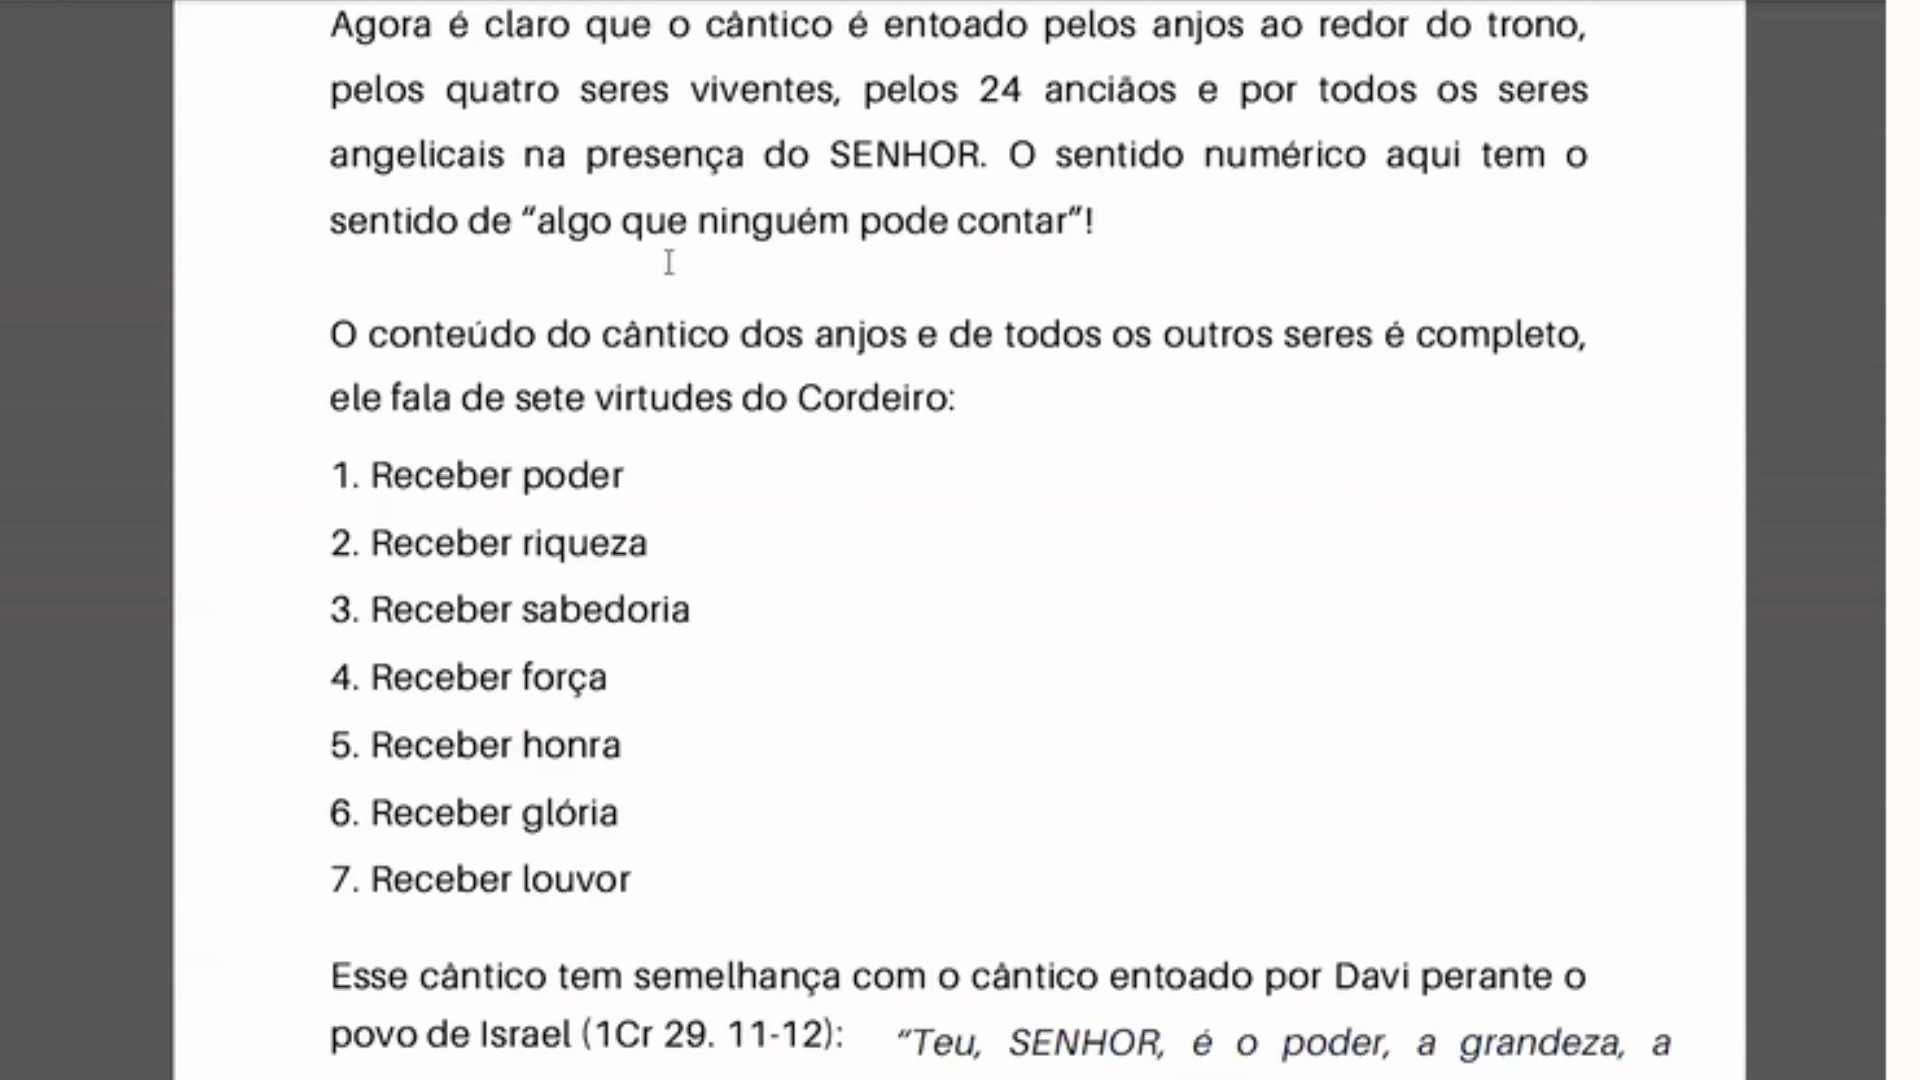 Agora é claro que o cântico é entoado pelos anjos ao redor do trono,
pelos quatro seres viventes, pelos 24 anciãos e por todos os seres
angelicais na presença do SENHOR. O sentido numérico aqui tem o
sentido de “algo que ninguém pode contar”!
O conteúdo do cântico dos anjos e de todos os outros seres é completo,
ele fala de sete virtudes do Cordeiro:
1. Receber poder
2. Receber riqueza
3. Receber sabedoria
4. Receber força
5. Receber honra
6. Receber glória
7. Receber louvor
Esse cântico tem semelhança com o cântico entoado por Davi perante o
povo de Israel (1Cr 29. 11-12): “Teu, SENHOR, é o poder, a grandeza, a